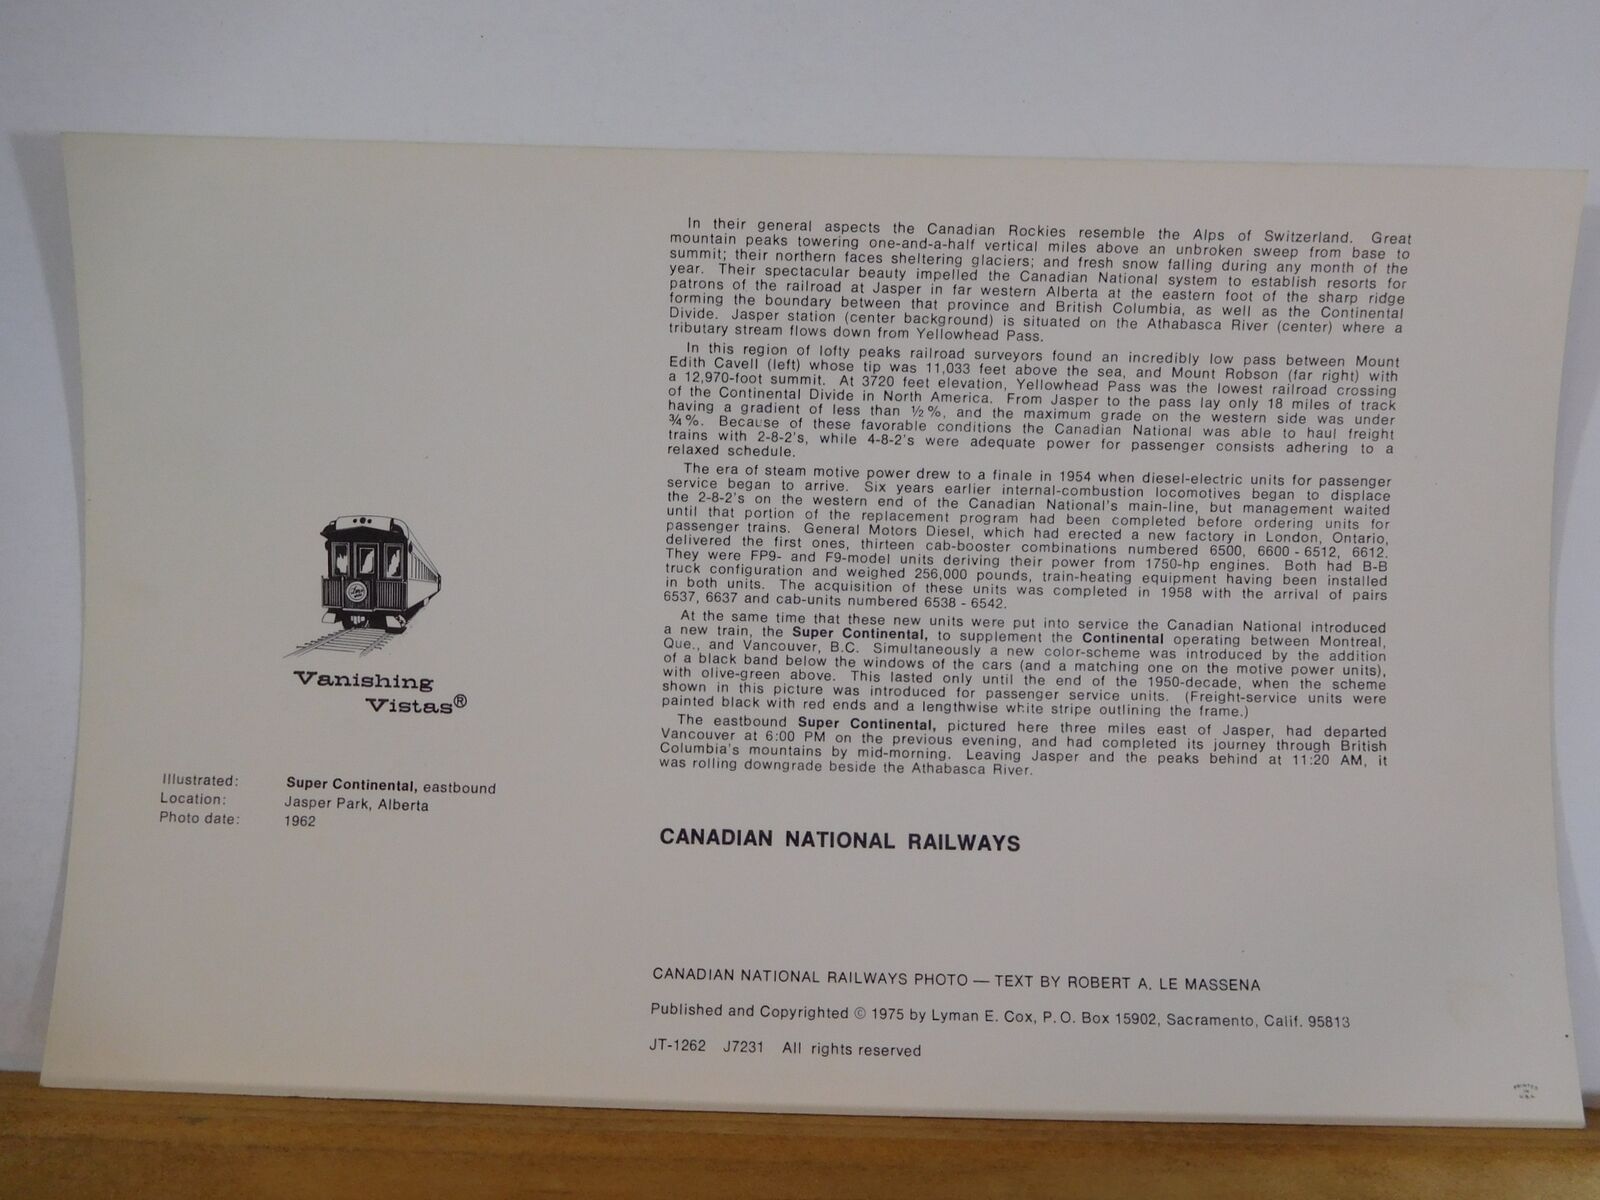 In their general aspects the Canadian Rockies resemble the Alps of Switzerland. Great
mountain peaks towering one-and-a-half vertical miles above an unbroken sweep from base to
summit; their northern faces sheltering glaciers; and fresh snow falling during any month of the
year. Their spectacular beauty impelled the Canadian National system to establish resorts for
patrons of the railroad at Jasper in far western Alberta at the eastern foot of the sharp ridge
forming the boundary between that province and British Columbia, as well as the Continental
Divide. Jasper station (center background) is situated on the Athabasca River (center) where a
tributary stream flows down from Yellowhead Pass.
In this region of lofty peaks railroad surveyors found an incredibly low pass between Mount
Edith Cavell (left) whose tip was 11,033 feet above the sea, and Mount Robson (far right) with
a 12,970-foot summit. At 3720 feet elevation, Yellowhead Pass was the lowest railroad crossing
of the Continental Divide in North America. From Jasper to the pass lay only 18 miles of track
having a gradient of less than ½%, and the maximum grade on the western side was under
¾%. Because of these favorable conditions the Canadian National was able to haul freight
trains with 2-8-2's, while 4-8-2's were adequate power for passenger consists adhering to a
relaxed schedule.
The era of steam motive power drew to a finale in 1954 when diesel-electric units for passenger
service began to arrive. Six years earlier internal-combustion locomotives began to displace
the 2-8-2's on the western end of the Canadian National's main-line, but management waited
until that portion of the replacement program had been completed before ordering units for
passenger trains. General Motors Diesel, which had erected a new factory in London, Ontario,
delivered the first ones, thirteen cab-booster combinations numbered 6500, 6600 - 6512, 6612.
They were FP9- and F9-model units deriving their power from 1750-hp engines. Both had B-B
truck configuration and weighed 256,000 pounds, train-heating equipment having been installed
in both units. The acquisition of these units was completed in 1958 with the arrival of pairs
6537, 6637 and cab-units numbered 6538 - 6542.
At the same time that these new units were put into service the Canadian National introduced
a new train, the Super Continental, to supplement the Continental operating between Montreal,
Que., and Vancouver, B.C. Simultaneously a new color-scheme was introduced by the addition
of a black band below the windows of the cars (and a matching one on the motive power units),
with olive-green above. This lasted only until the end of the 1950-decade, when the scheme
shown in this picture was introduced for passenger service units. (Freight-service units were
painted black with red ends and a lengthwise white stripe outlining the frame.)
The eastbound Super Continental, pictured here three miles east of Jasper, had departed
Vancouver at 6:00 PM on the previous evening, and had completed its journey through British
Columbia's mountains by mid-morning. Leaving Jasper and the peaks behind at 11:20 AM, it
was rolling downgrade beside the Athabasca River.
Vanishing
Vistas®
Illustrated: Super Continental, eastbound
Location: Jasper Park, Alberta
Photo date: 1962
CANADIAN NATIONAL RAILWAYS
CANADIAN NATIONAL RAILWAYS PHOTO — TEXT BY ROBERT A. LE MASSENA
Published and Copyrighted © 1975 by Lyman E. Cox, P.O. Box 15902, Sacramento, Calif. 95813
JT-1262 J7231 All rights reserved
PRINTED
IN
U.S.A.